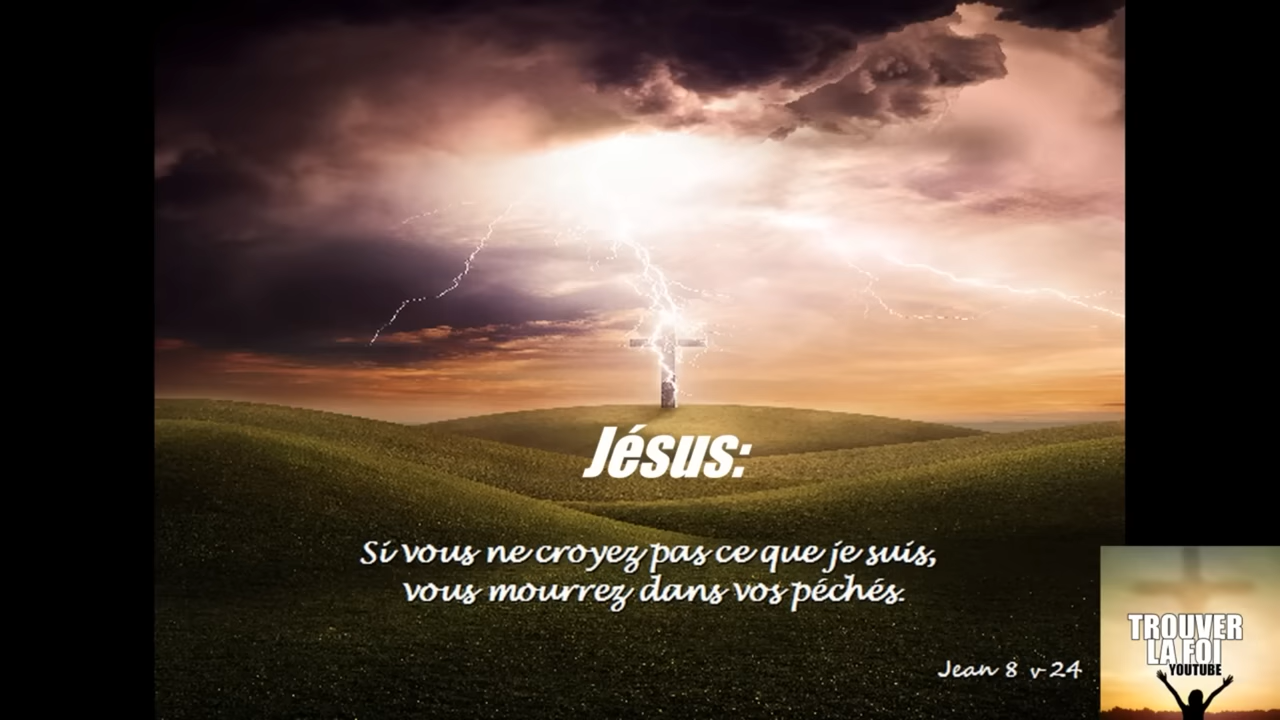 Jésus:
Si vous ne croyez pas ce que je suis,
vous mourrez dans vos péchés.
Jean 8 v 24
TROUVER
LA FOI
YOUTUBE